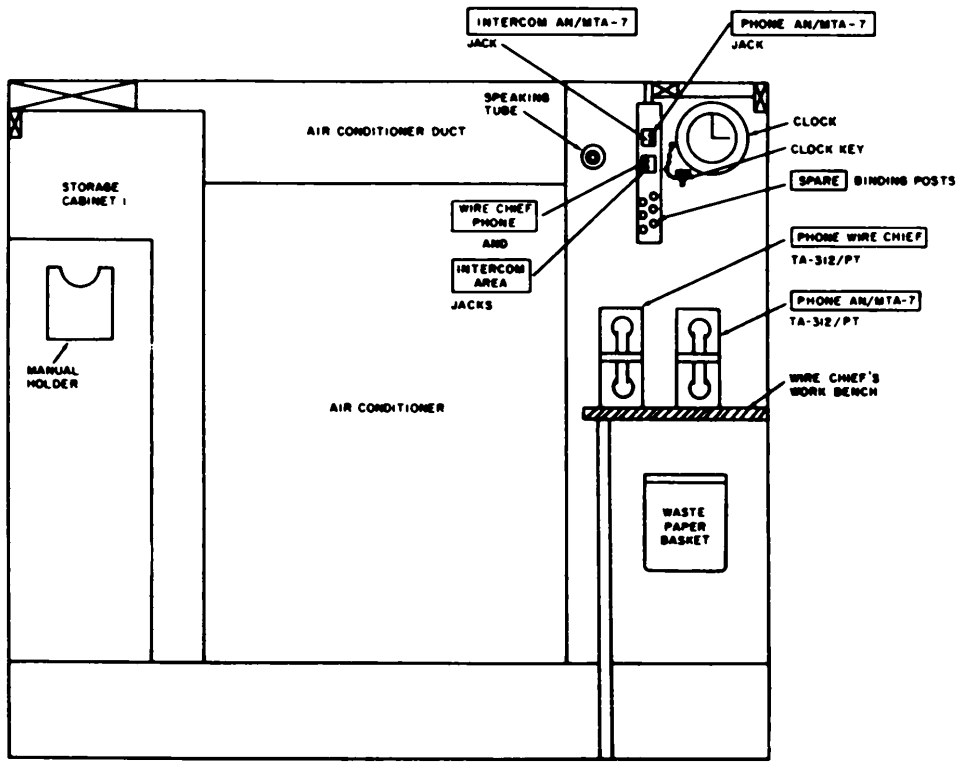 INTERCOM AN/MTA-7
JACK
PHONE AN/MTA-7
JACK
SPEAKING
TUBE
AIR CONDITIONER DUCT
CLOCK
CLOCK KEY
STORAGE
CABINET 1
SPARE BINDING POSTS
WIRE CHIEF
PHONE
AND
INTERCOM
AREA
JACKS
PHONE WIRE CHIEF
TA-312/PT
PHONE AN/MTA-7
TA-312/PT
MANUAL
HOLDER
AIR CONDITIONER
WIRE CHIEF'S
WORK BENCH
WASTE
PAPER
BASKET